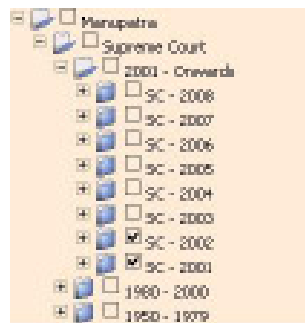 Manupatra
Supreme Court
2001 - Onwards
SC - 2008
SC - 2007
SC - 2006
SC - 2005
SC - 2004
SC - 2003
SC - 2002
SC - 2001
1980 - 2000
1950 - 1979